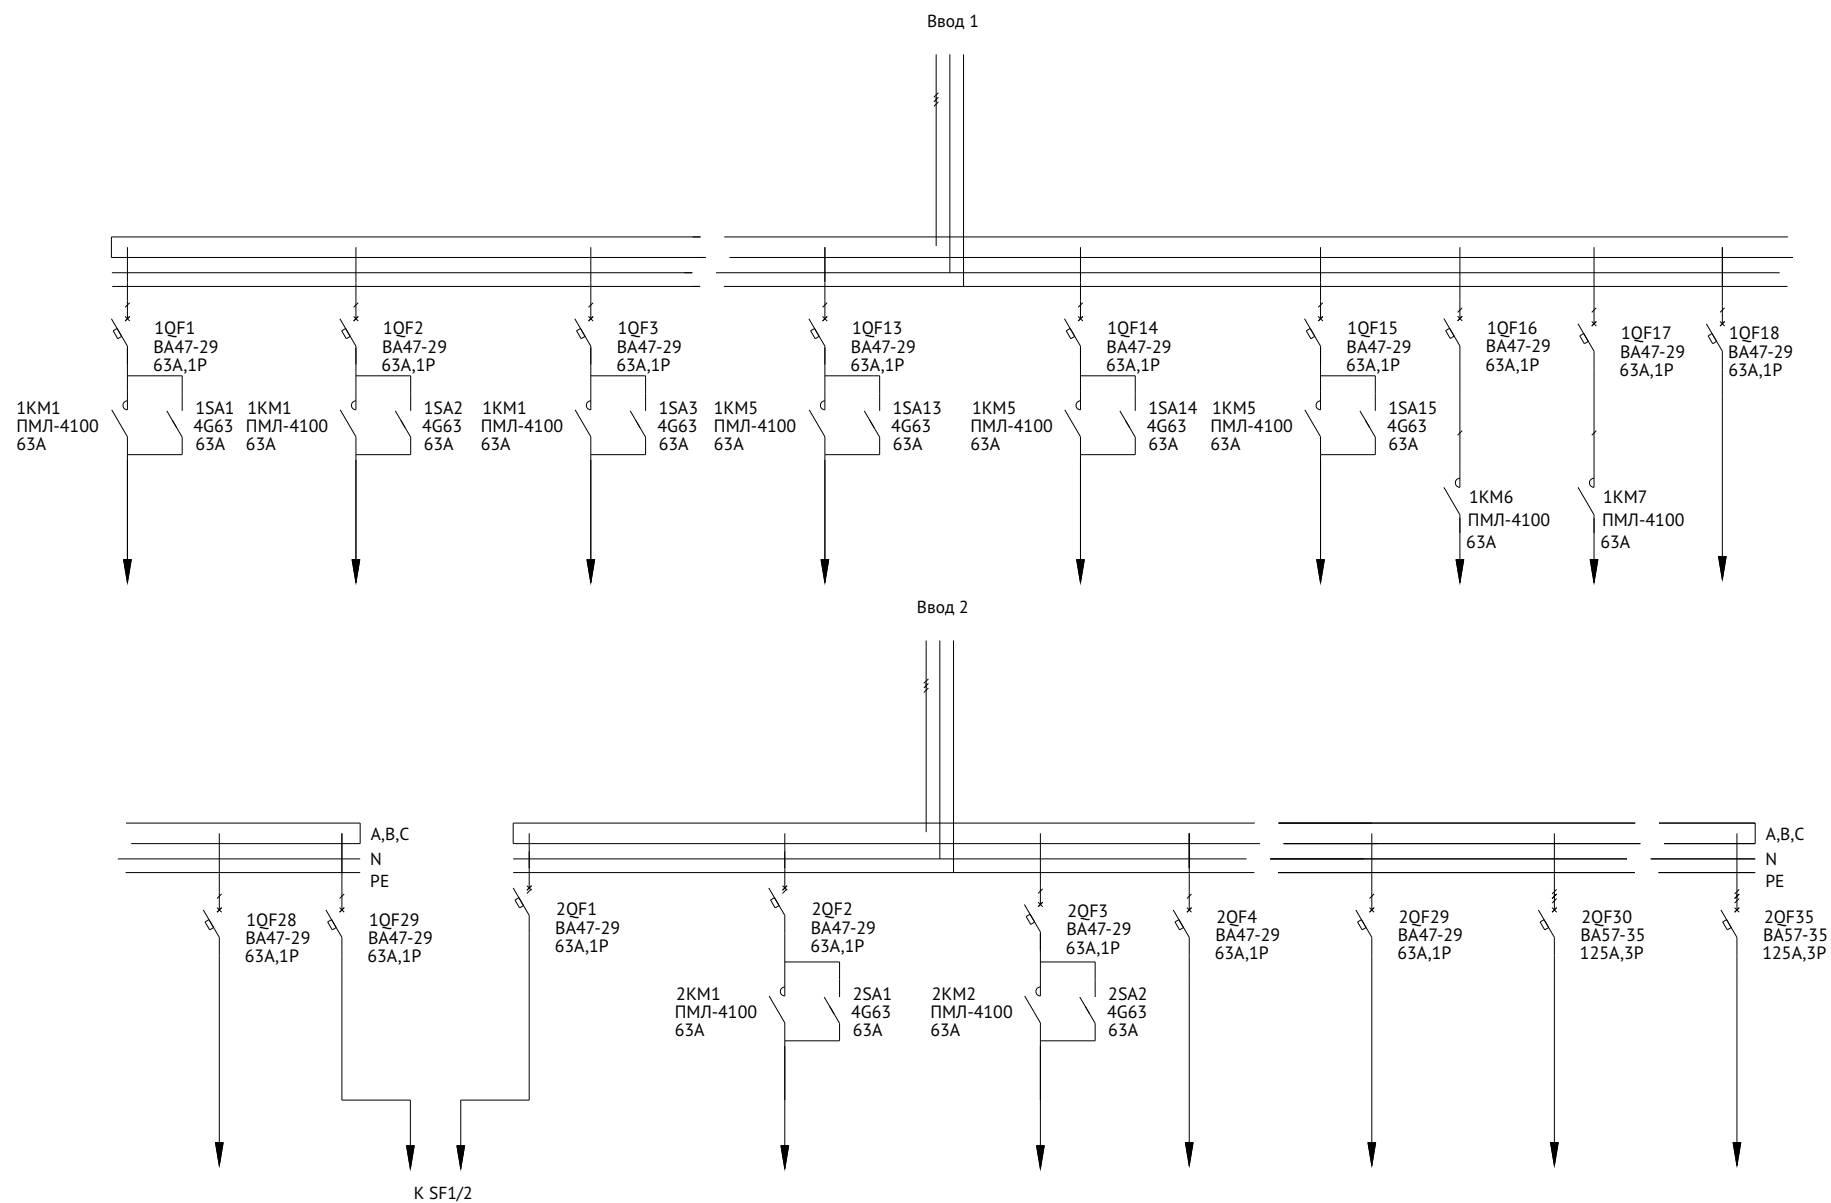 Ввод 1
1QF1
ВА47-29
63А,1Р
1QF2
ВА47-29
63А,1Р
1QF3
ВА47-29
63А,1Р
1QF13
ВА47-29
63А,1Р
1QF14
ВА47-29
63А,1Р
1QF15
ВА47-29
63А,1Р
1QF16
ВА47-29
63А,1Р
1QF17
ВА47-29
63А,1Р
1QF18
ВА47-29
63А,1Р
1КМ1
ПМЛ-4100
63А
1SA1
4G63
63А
1КМ1
ПМЛ-4100
63А
1SA2
4G63
63А
1КМ1
ПМЛ-4100
63А
1SA3
4G63
63А
1КМ5
ПМЛ-4100
63А
1SA13
4G63
63А
1КМ5
ПМЛ-4100
63А
1SA14
4G63
63А
1КМ5
ПМЛ-4100
63А
1SA15
4G63
63А
1КМ6
ПМЛ-4100
63А
1КМ7
ПМЛ-4100
63А
Ввод 2
А,В,С
N
PE
А,В,С
N
PE
1QF28
ВА47-29
63А,1Р
1QF29
ВА47-29
63А,1Р
2QF1
ВА47-29
63А,1Р
2QF2
ВА47-29
63А,1Р
2QF3
ВА47-29
63А,1Р
2QF4
ВА47-29
63А,1Р
2QF29
ВА47-29
63А,1Р
2QF30
ВА57-35
125А,3Р
2QF35
ВА57-35
125А,3Р
2КМ1
ПМЛ-4100
63А
2SA1
4G63
63А
2КМ2
ПМЛ-4100
63А
2SA2
4G63
63А
К SF1/2